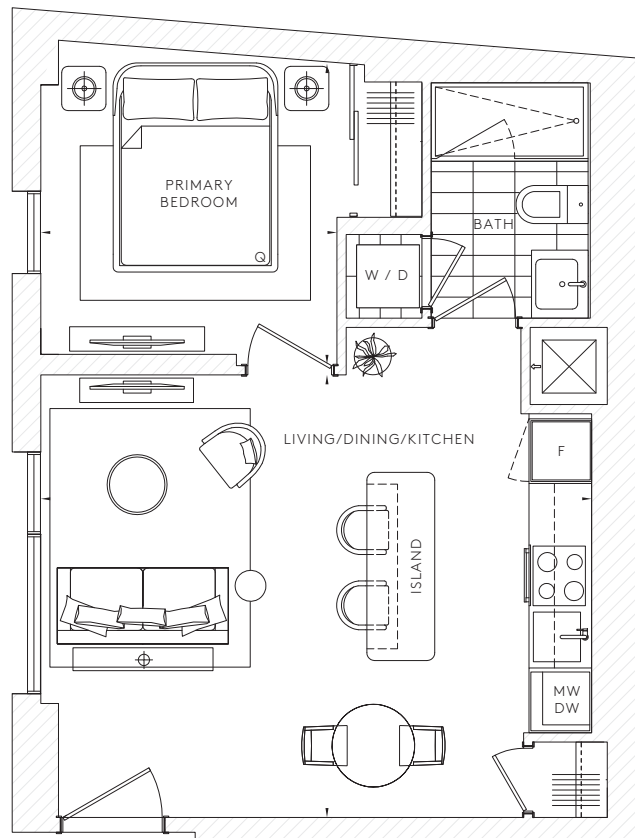 PRIMARY
BEDROOM
Q
BATH
W / D
LIVING/DINING/KITCHEN
F
ISLAND
MW
DW